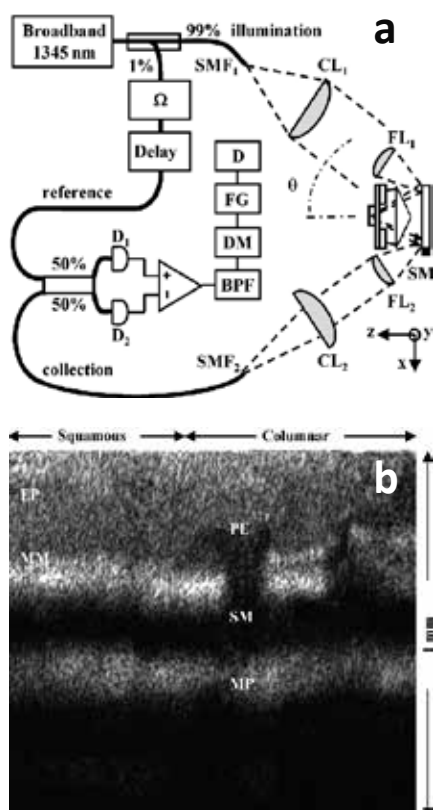 a
Broadband
1345 nm
99% illumination
1%
SMF₁
CL₁
FL₁
Ω
Delay
D
FG
DM
BPF
θ
reference
50%
50%
D₁
D₂
+
SM
FL₂
CL₂
SMF₂
collection
z
y
x
b
Squamous
Columnar
EP
MM
PE
SM
MP